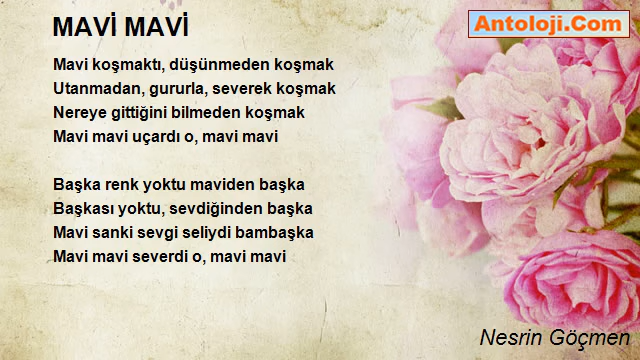 MAVİ MAVİ
Antoloji.Com
Mavi koşmaktı, düşünmeden koşmak
Utanmadan, gururla, severek koşmak
Nereye gittiğini bilmeden koşmak
Mavi mavi uçardı o, mavi mavi
Başka renk yoktu maviden başka
Başkası yoktu, sevdiğinden başka
Mavi sanki sevgi seliydi bambaşka
Mavi mavi severdi o, mavi mavi
Nesrin Göçmen